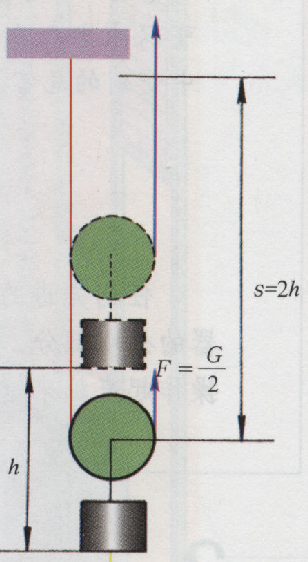 s=2h
F = G/2
h